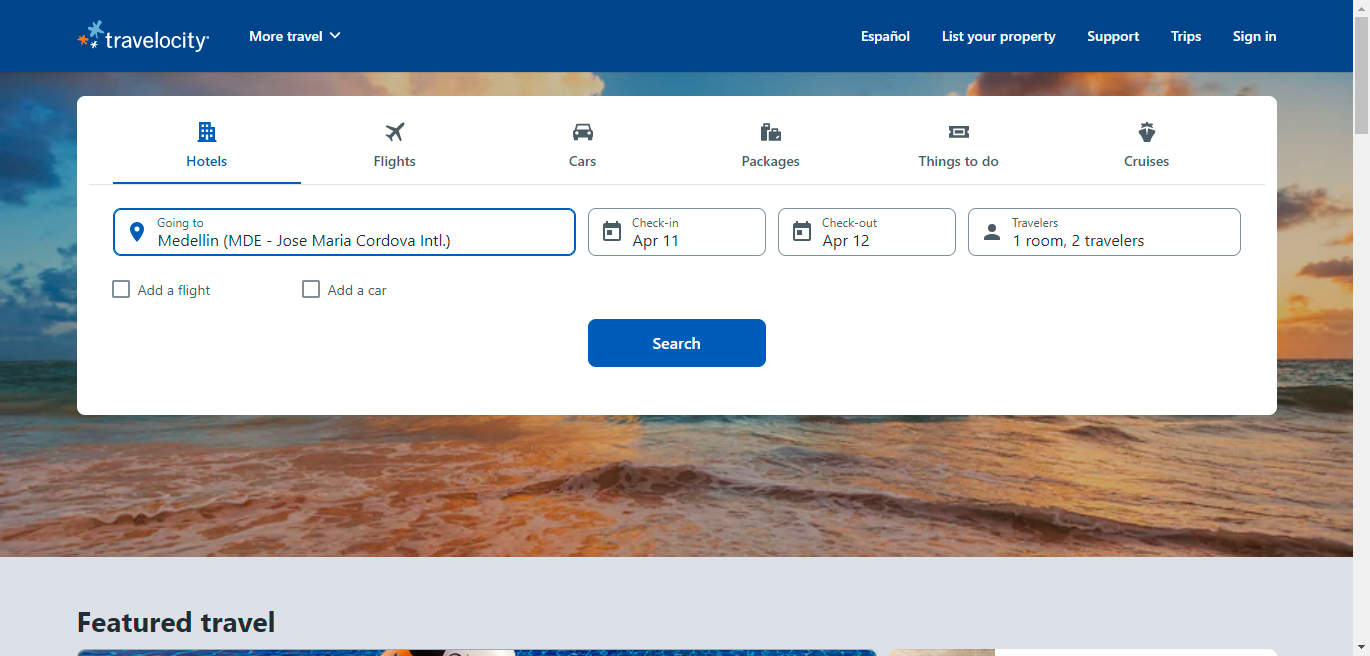 travelocity
More travel
Español
List your property
Support
Trips
Sign in
Hotels
Flights
Cars
Packages
Things to do
Cruises
Going to
Medellin (MDE - Jose Maria Cordova Intl.)
Check-in
Apr 11
Check-out
Apr 12
Travelers
1 room, 2 travelers
Add a flight
Add a car
Search
Featured travel